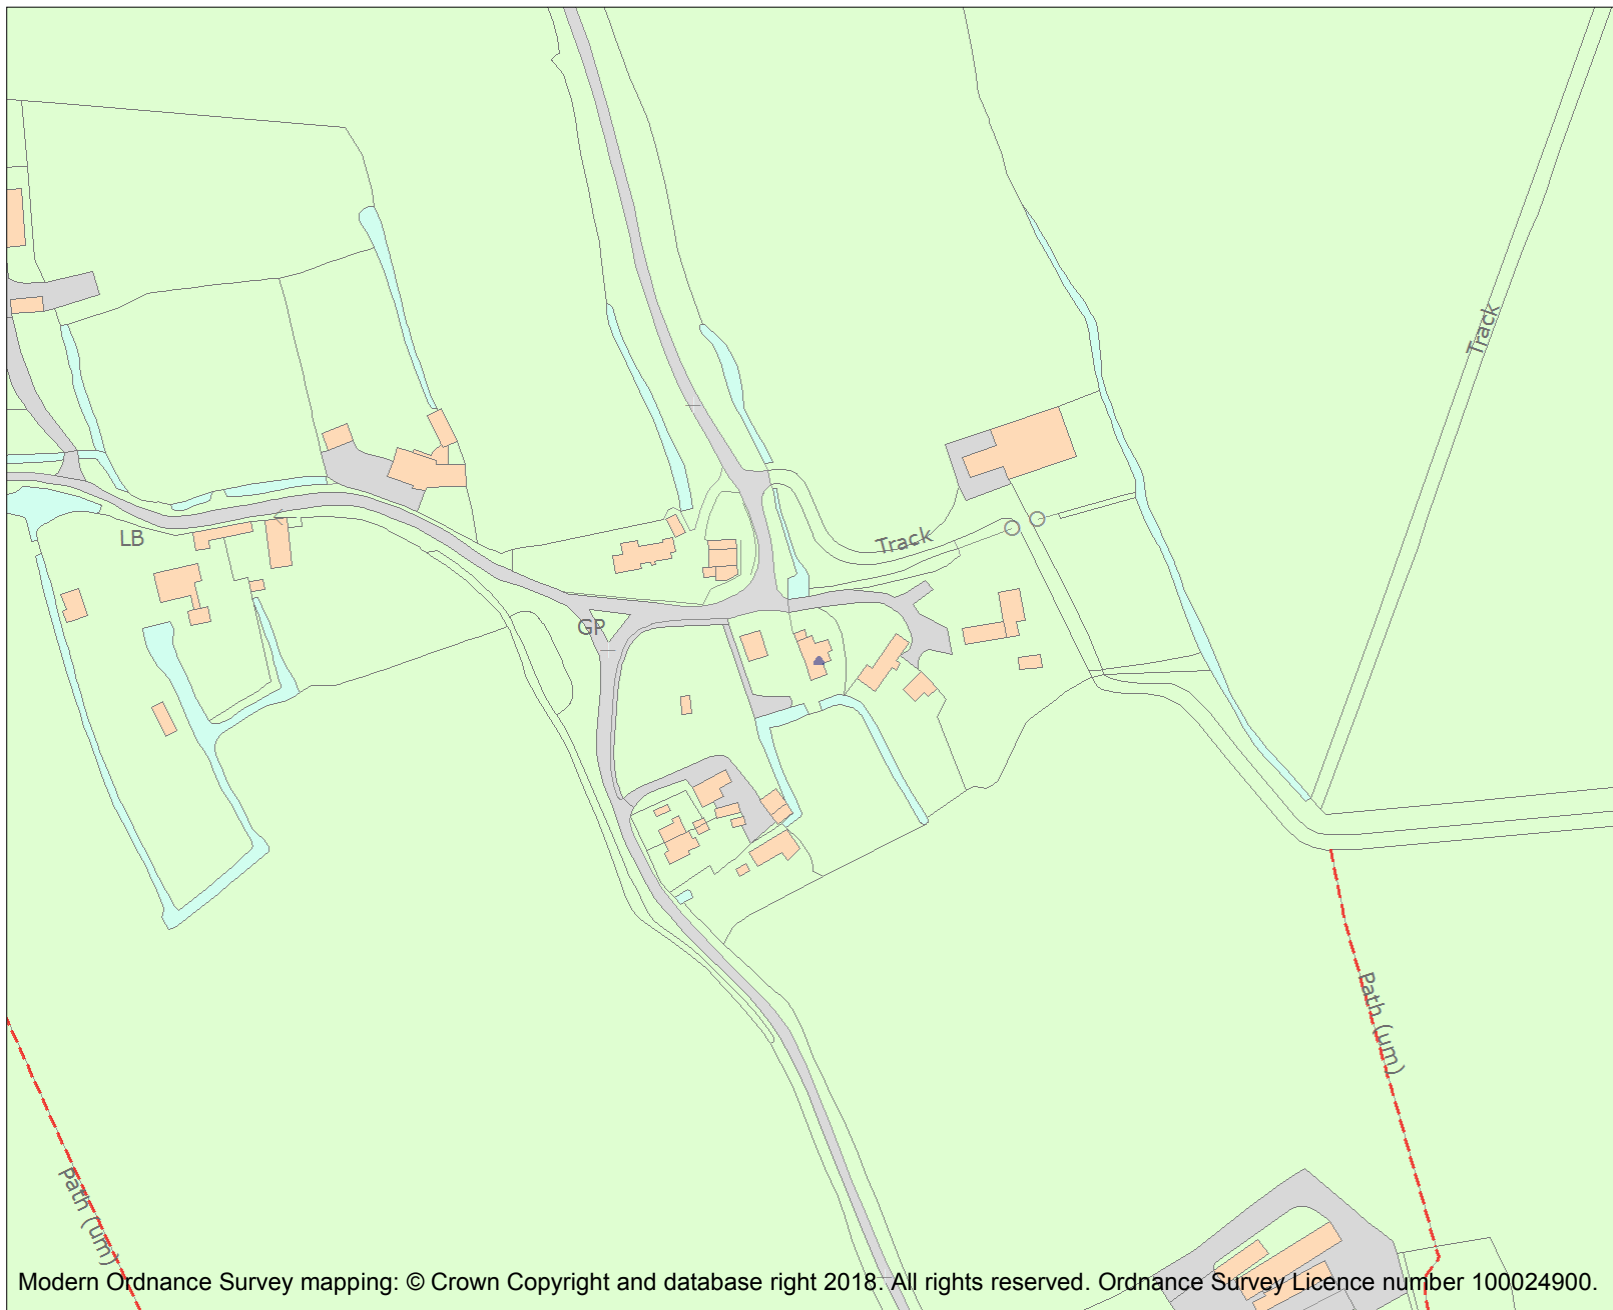 Track
LB
Track
GP
Path (um)
Path (um)
Modern Ordnance Survey mapping: © Crown Copyright and database right 2018. All rights reserved. Ordnance Survey Licence number 100024900.